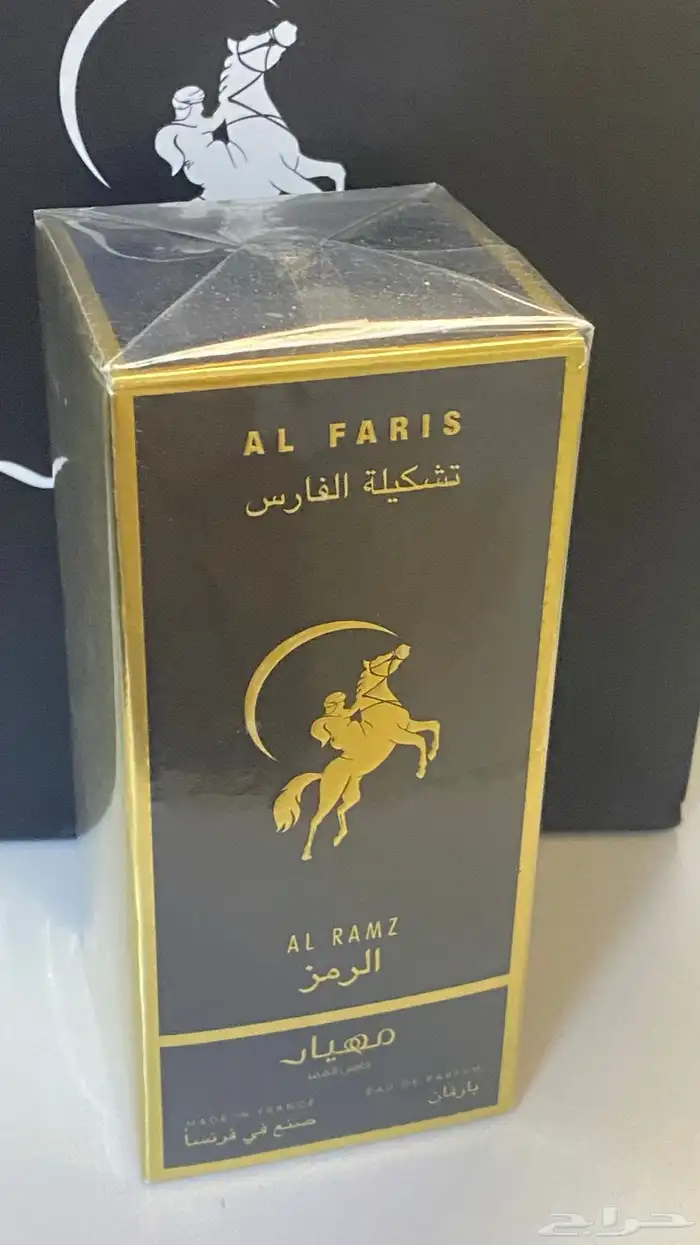 AL FARIS
تشكيلة الفارس
AL RAMZ
الرمز
مهيار
MADE IN FRANCE
صنع في فرنسا
EAU DE PARFUM
بارفان
حراج